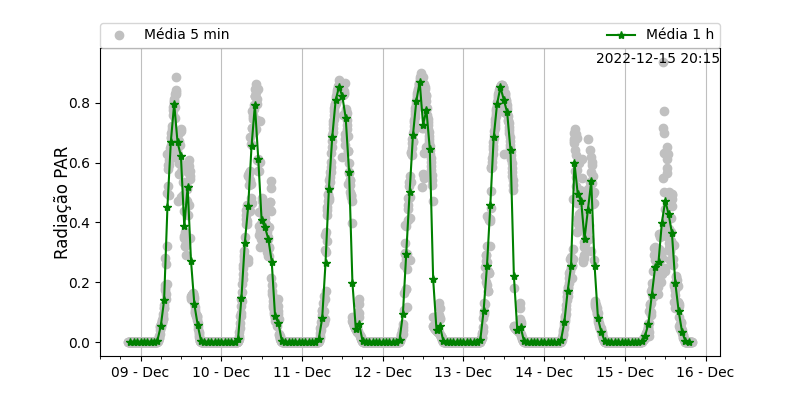 Média 5 min
Média 1 h
2022-12-15 20:15
Radiação PAR
0.8
0.6
0.4
0.2
0.0
09 - Dec
10 - Dec
11 - Dec
12 - Dec
13 - Dec
14 - Dec
15 - Dec
16 - Dec